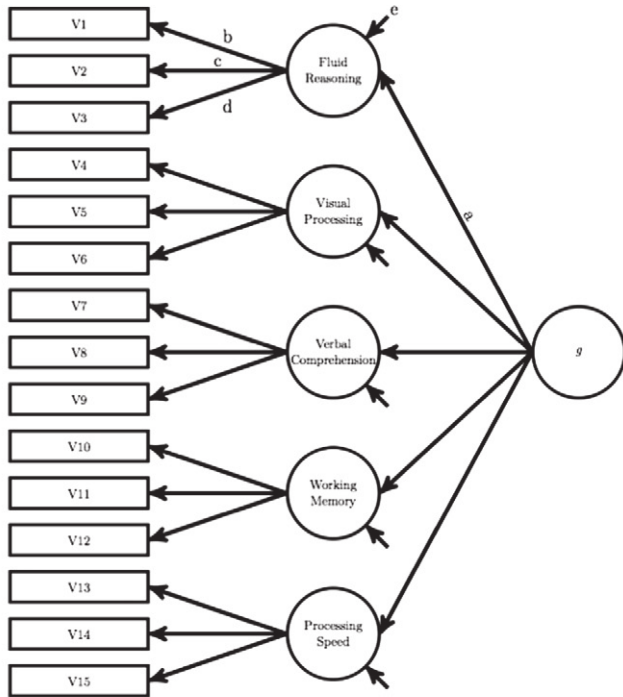 V1
V2
V3
V4
V5
V6
V7
V8
V9
V10
V11
V12
V13
V14
V15
b
c
d
e
Fluid
Reasoning
Visual
Processing
Verbal
Comprehension
Working
Memory
Processing
Speed
a
g